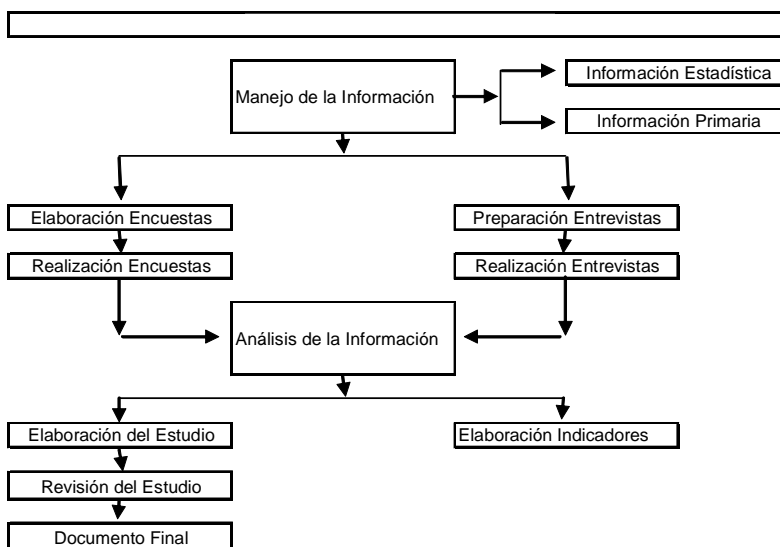 Información Estadística
Manejo de la Información
Información Primaria
Elaboración Encuestas
Preparación Entrevistas
Realización Encuestas
Realización Entrevistas
Análisis de la Información
Elaboración del Estudio
Elaboración Indicadores
Revisión del Estudio
Documento Final